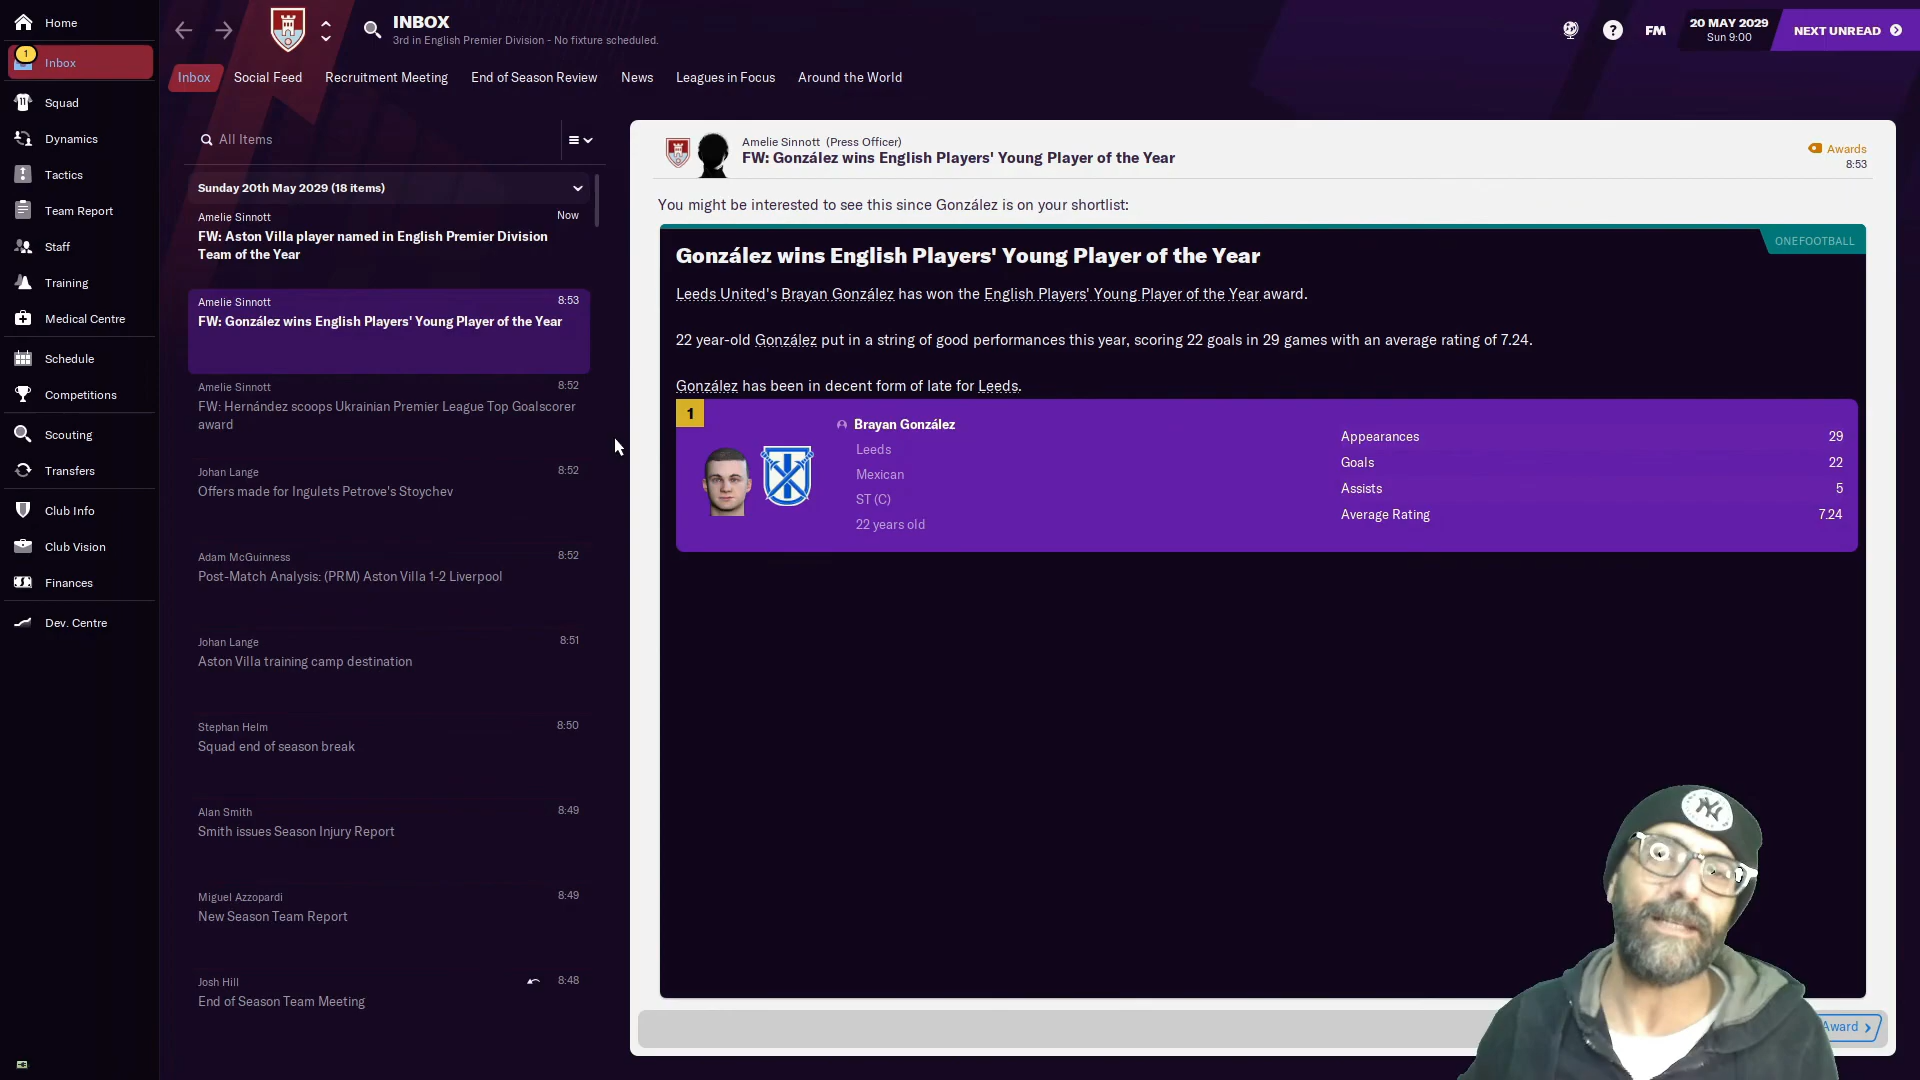 Home
1
Inbox
Squad
Dynamics
Tactics
Team Report
Staff
Training
Medical Centre
Schedule
Competitions
Scouting
Transfers
Club Info
Club Vision
Finances
Dev. Centre
INBOX
3rd in English Premier Division - No fixture scheduled.
FM
20 MAY 2029
Sun 9:00
NEXT UNREAD
Inbox
Social Feed
Recruitment Meeting
End of Season Review
News
Leagues in Focus
Around the World
All Items
Sunday 20th May 2029 (18 items)
Amelie Sinnott Now
FW: Aston Villa player named in English Premier Division
Team of the Year
Amelie Sinnott 8:53
FW: González wins English Players' Young Player of the Year
Amelie Sinnott 8:52
FW: Hernández scoops Ukrainian Premier League Top Goalscorer
award
Johan Lange 8:52
Offers made for Ingulets Petrove's Stoychev
Adam McGuinness 8:52
Post-Match Analysis: (PRM) Aston Villa 1-2 Liverpool
Johan Lange 8:51
Aston Villa training camp destination
Stephan Helm 8:50
Squad end of season break
Alan Smith 8:49
Smith issues Season Injury Report
Miguel Azzopardi 8:49
New Season Team Report
Josh Hill 8:48
End of Season Team Meeting
Amelie Sinnott (Press Officer)
FW: González wins English Players' Young Player of the Year
Awards
8:53
You might be interested to see this since González is on your shortlist:
ONEFOOTBALL
González wins English Players' Young Player of the Year
Leeds United's Brayan González has won the English Players' Young Player of the Year award.
22 year-old González put in a string of good performances this year, scoring 22 goals in 29 games with an average rating of 7.24.
González has been in decent form of late for Leeds.
1
Brayan González
Leeds
Mexican
ST (C)
22 years old
Appearances 29
Goals 22
Assists 5
Average Rating 7.24
NY
Award